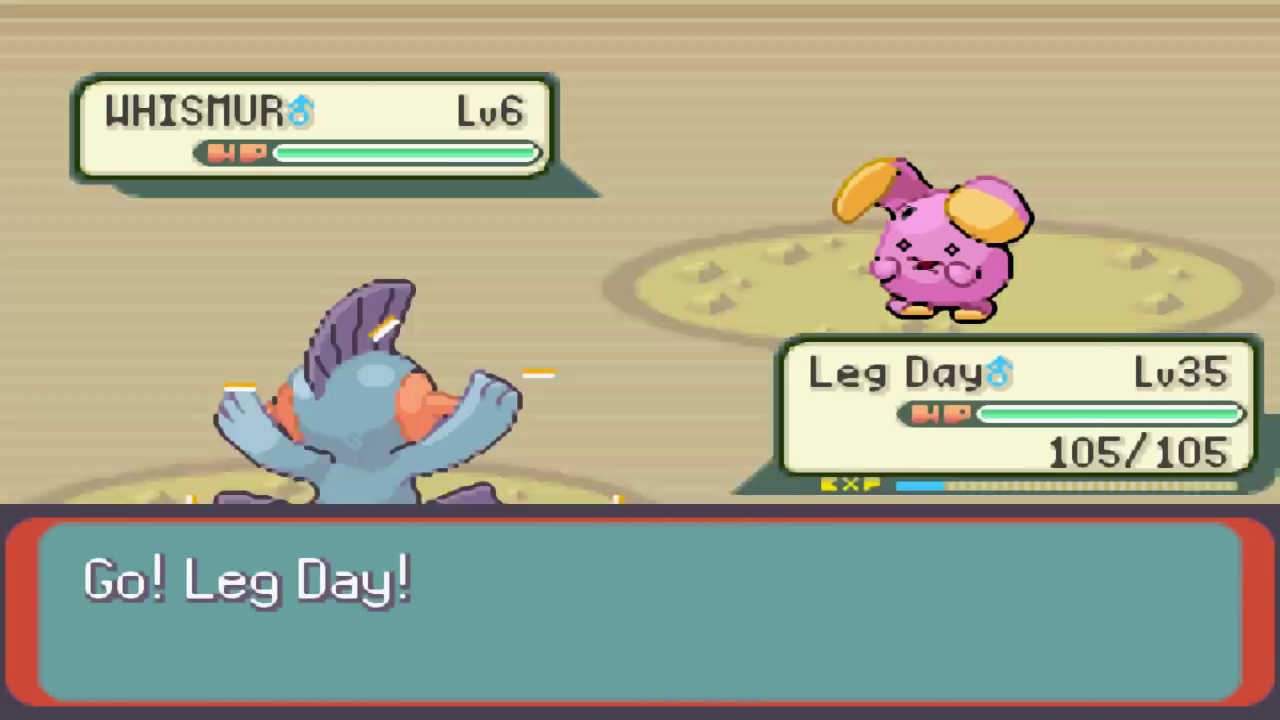 WHISMUR♂ Lv6
HP
Leg Day♂ Lv35
HP
105/105
EXP
Go! Leg Day!